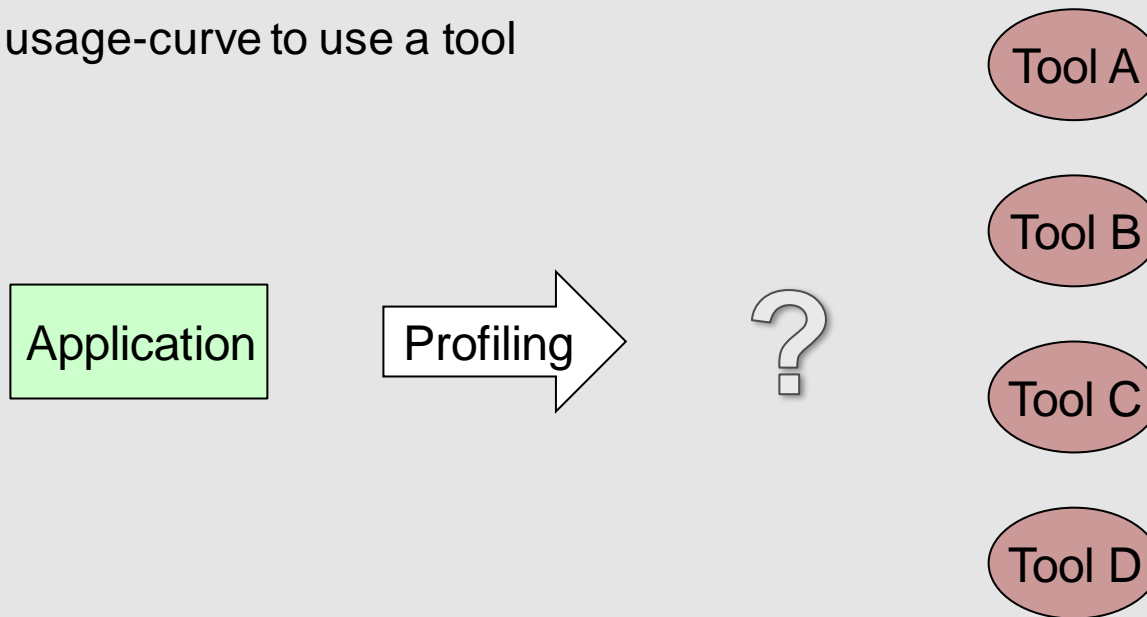 usage-curve to use a tool
Tool A
Tool B
Application
Profiling
?
Tool C
Tool D